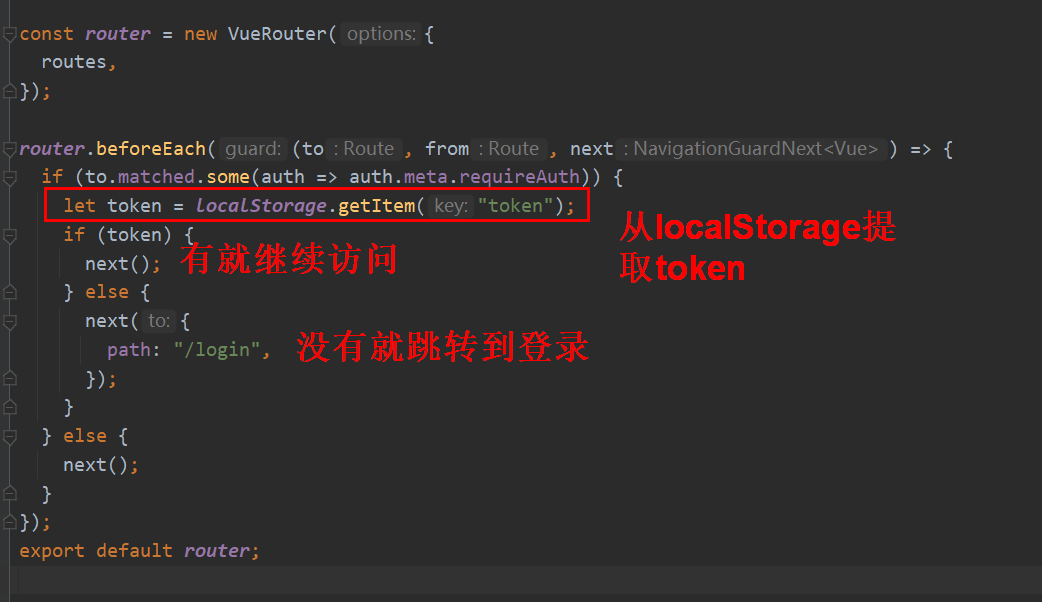 const router = new VueRouter( options: {
routes,
});
router.beforeEach( guard: (to : Route , from : Route , next : NavigationGuardNext<Vue> ) => {
if (to.matched.some(auth => auth.meta.requireAuth)) {
let token = localStorage.getItem( key: "token");
从localStorage提
取token
if (token) {
next(); 有就继续访问
} else {
next( to: {
path: "/login", 没有就跳转到登录
});
}
} else {
next();
}
});
export default router;